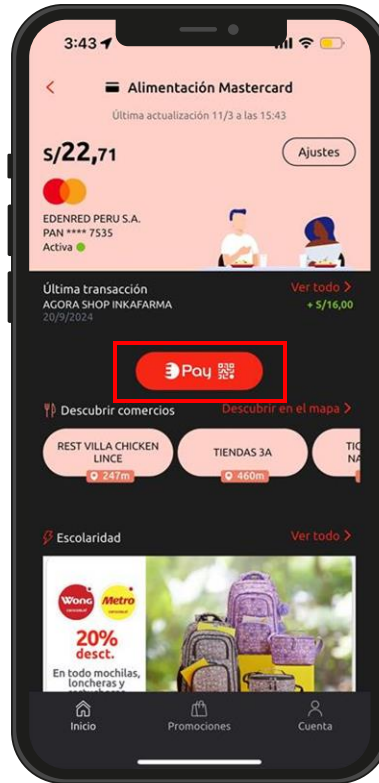 3:43
Alimentación Mastercard
Última actualización 11/3 a las 15:43
s/22,71
Ajustes
EDENRED PERU S.A.
PAN **** 7535
Activa
Última transacción
Ver todo >
AGORA SHOP INKAFARMA
+ S/16,00
20/9/2024
Pay
Descubrir comercios
Descubrir en el mapa >
REST VILLA CHICKEN
LINCE
247m
TIENDAS 3A
460m
Escolaridad
Ver todo >
Wong
Metro
20%
desct.
En todo mochilas,
loncheras y
Inicio
Promociones
Cuenta